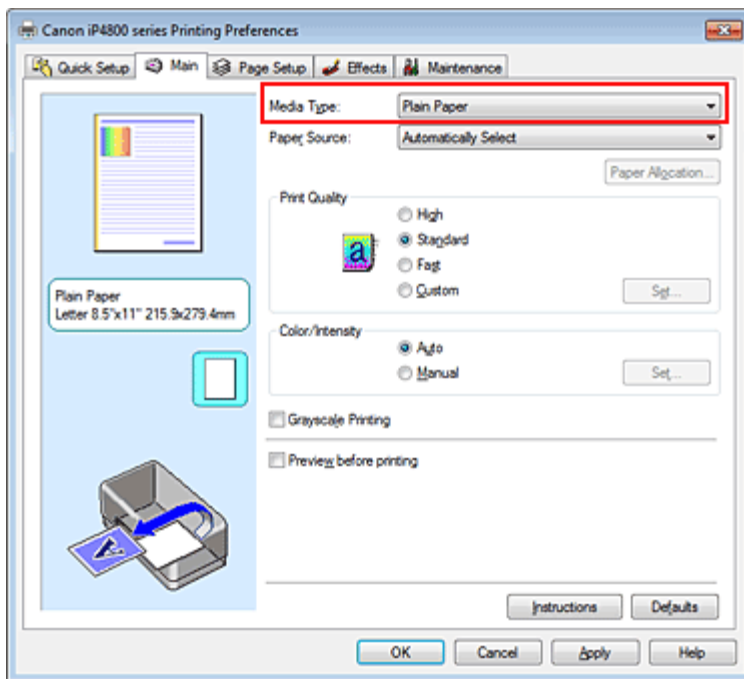 Canon iP4800 series Printing Preferences
Quick Setup Main Page Setup Effects Maintenance
Media Type: Plain Paper
Paper Source: Automatically Select
Paper Allocation...
Print Quality
High
a Standard
Fast
Custom Set...
Plain Paper
Letter 8.5"x11" 215.9x279.4mm
Color/Intensity
Auto
Manual Set...
Grayscale Printing
Preview before printing
A
Instructions Defaults
OK Cancel Apply Help